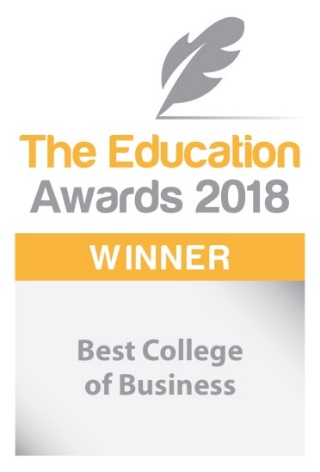 The Education
Awards 2018
WINNER
Best College
of Business